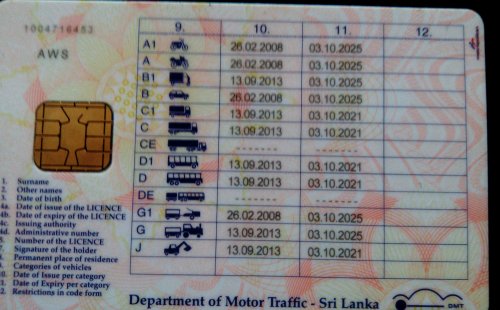 9. 10. 11. 12.
1004716453
AWS
A1 26.02.2008 03.10.2025
A 26.02.2008 03.10.2025
B1 13.09.2013 03.10.2025
B 26.02.2008 03.10.2025
C1 13.09.2013 03.10.2021
C 13.09.2013 03.10.2021
CE ------ ------
D1 13.09.2013 03.10.2021
D 13.09.2013 03.10.2021
DE ------ ------
G1 26.02.2008 03.10.2025
G 13.09.2013 03.10.2025
J 13.09.2013 03.10.2021
1. Surname
2. Other names
3. Date of birth
4a. Date of issue of the LICENCE
4b. Date of expiry of the LICENCE
4c. Issuing authority
4d. Administrative number
5. Number of the LICENCE
7. Signature of the holder
8. Permanent place of residence
9. Categories of vehicles
10. Date of Issue per category
11. Date of Expiry per category
12. Restrictions in code form
Department of Motor Traffic - Sri Lanka
DMT